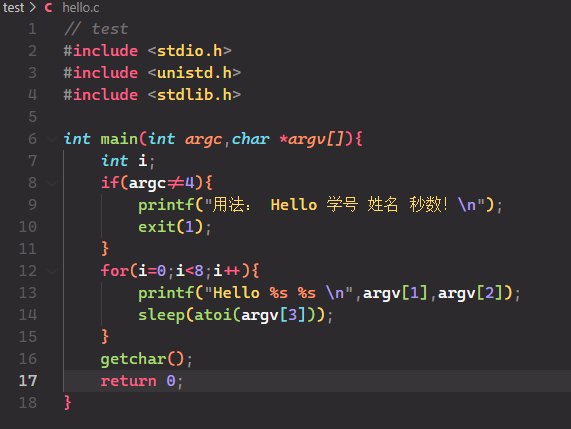 test > C hello.c
1 // test
2 #include <stdio.h>
3 #include <unistd.h>
4 #include <stdlib.h>
5
6 int main(int argc,char *argv[]){
7     int i;
8     if(argc!=4){
9         printf("用法： Hello 学号 姓名 秒数！\n");
10         exit(1);
11     }
12     for(i=0;i<8;i++){
13         printf("Hello %s %s \n",argv[1],argv[2]);
14         sleep(atoi(argv[3]));
15     }
16     getchar();
17     return 0;
18 }